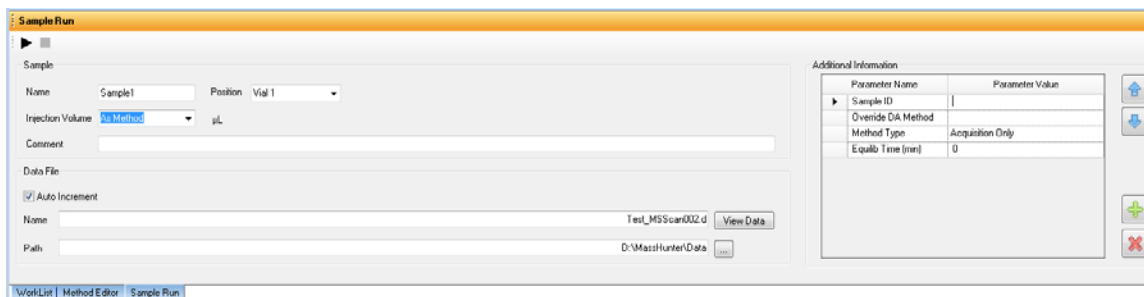 Sample Run
Sample
Name Sample1 Position Vial 1
Injection Volume As Method µL
Comment
Data File
Auto Increment
Name Test_MSScan002.d View Data
Path D:\MassHunter\Data ...
Additional Information
Parameter Name Parameter Value
Sample ID
Override DA Method
Method Type Acquisition Only
Equilib Time (min) 0
WorkList Method Editor Sample Run